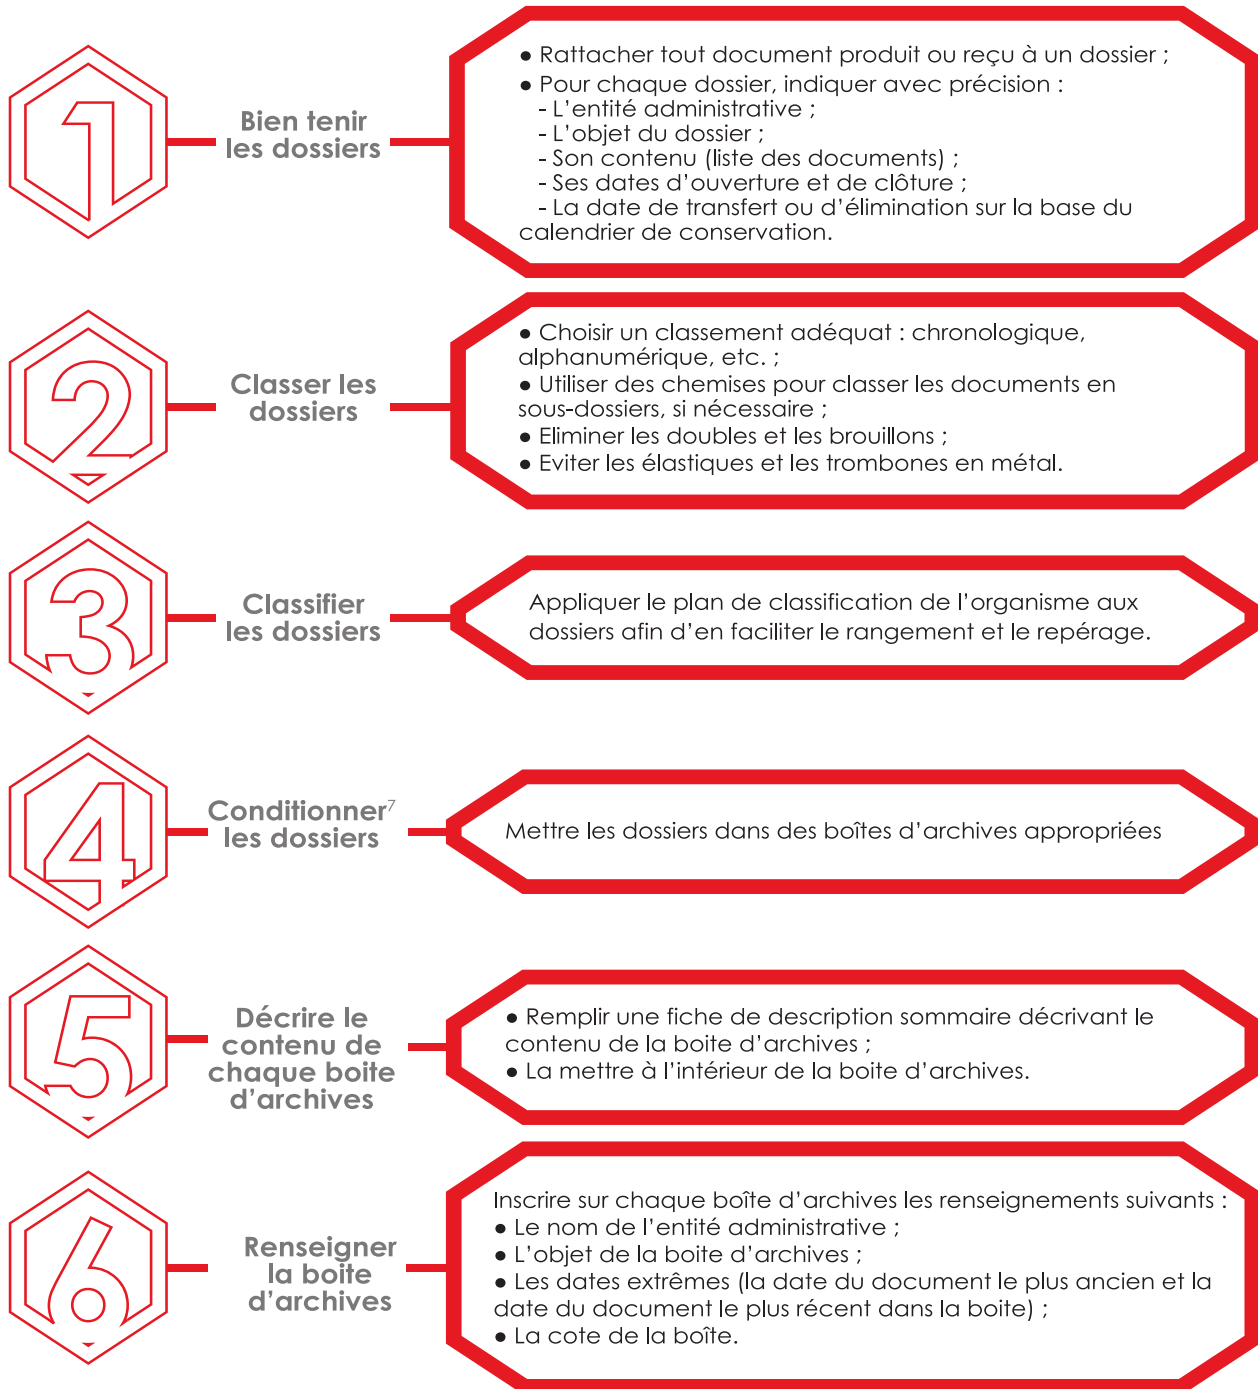 1
Bien tenir
les dossiers
● Rattacher tout document produit ou reçu à un dossier ;
● Pour chaque dossier, indiquer avec précision :
- L’entité administrative ;
- L’objet du dossier ;
- Son contenu (liste des documents) ;
- Ses dates d’ouverture et de clôture ;
- La date de transfert ou d’élimination sur la base du
calendrier de conservation.
2
Classer les
dossiers
● Choisir un classement adéquat : chronologique,
alphanumérique, etc. ;
● Utiliser des chemises pour classer les documents en
sous-dossiers, si nécessaire ;
● Eliminer les doubles et les brouillons ;
● Eviter les élastiques et les trombones en métal.
3
Classifier
les dossiers
Appliquer le plan de classification de l’organisme aux
dossiers afin d’en faciliter le rangement et le repérage.
4
Conditionner⁷
les dossiers
Mettre les dossiers dans des boîtes d’archives appropriées
5
Décrire le
contenu de
chaque boite
d’archives
● Remplir une fiche de description sommaire décrivant le
contenu de la boite d’archives ;
● La mettre à l’intérieur de la boite d’archives.
6
Renseigner
la boite
d’archives
Inscrire sur chaque boîte d’archives les renseignements suivants :
● Le nom de l’entité administrative ;
● L’objet de la boite d’archives ;
● Les dates extrêmes (la date du document le plus ancien et la
date du document le plus récent dans la boite) ;
● La cote de la boîte.